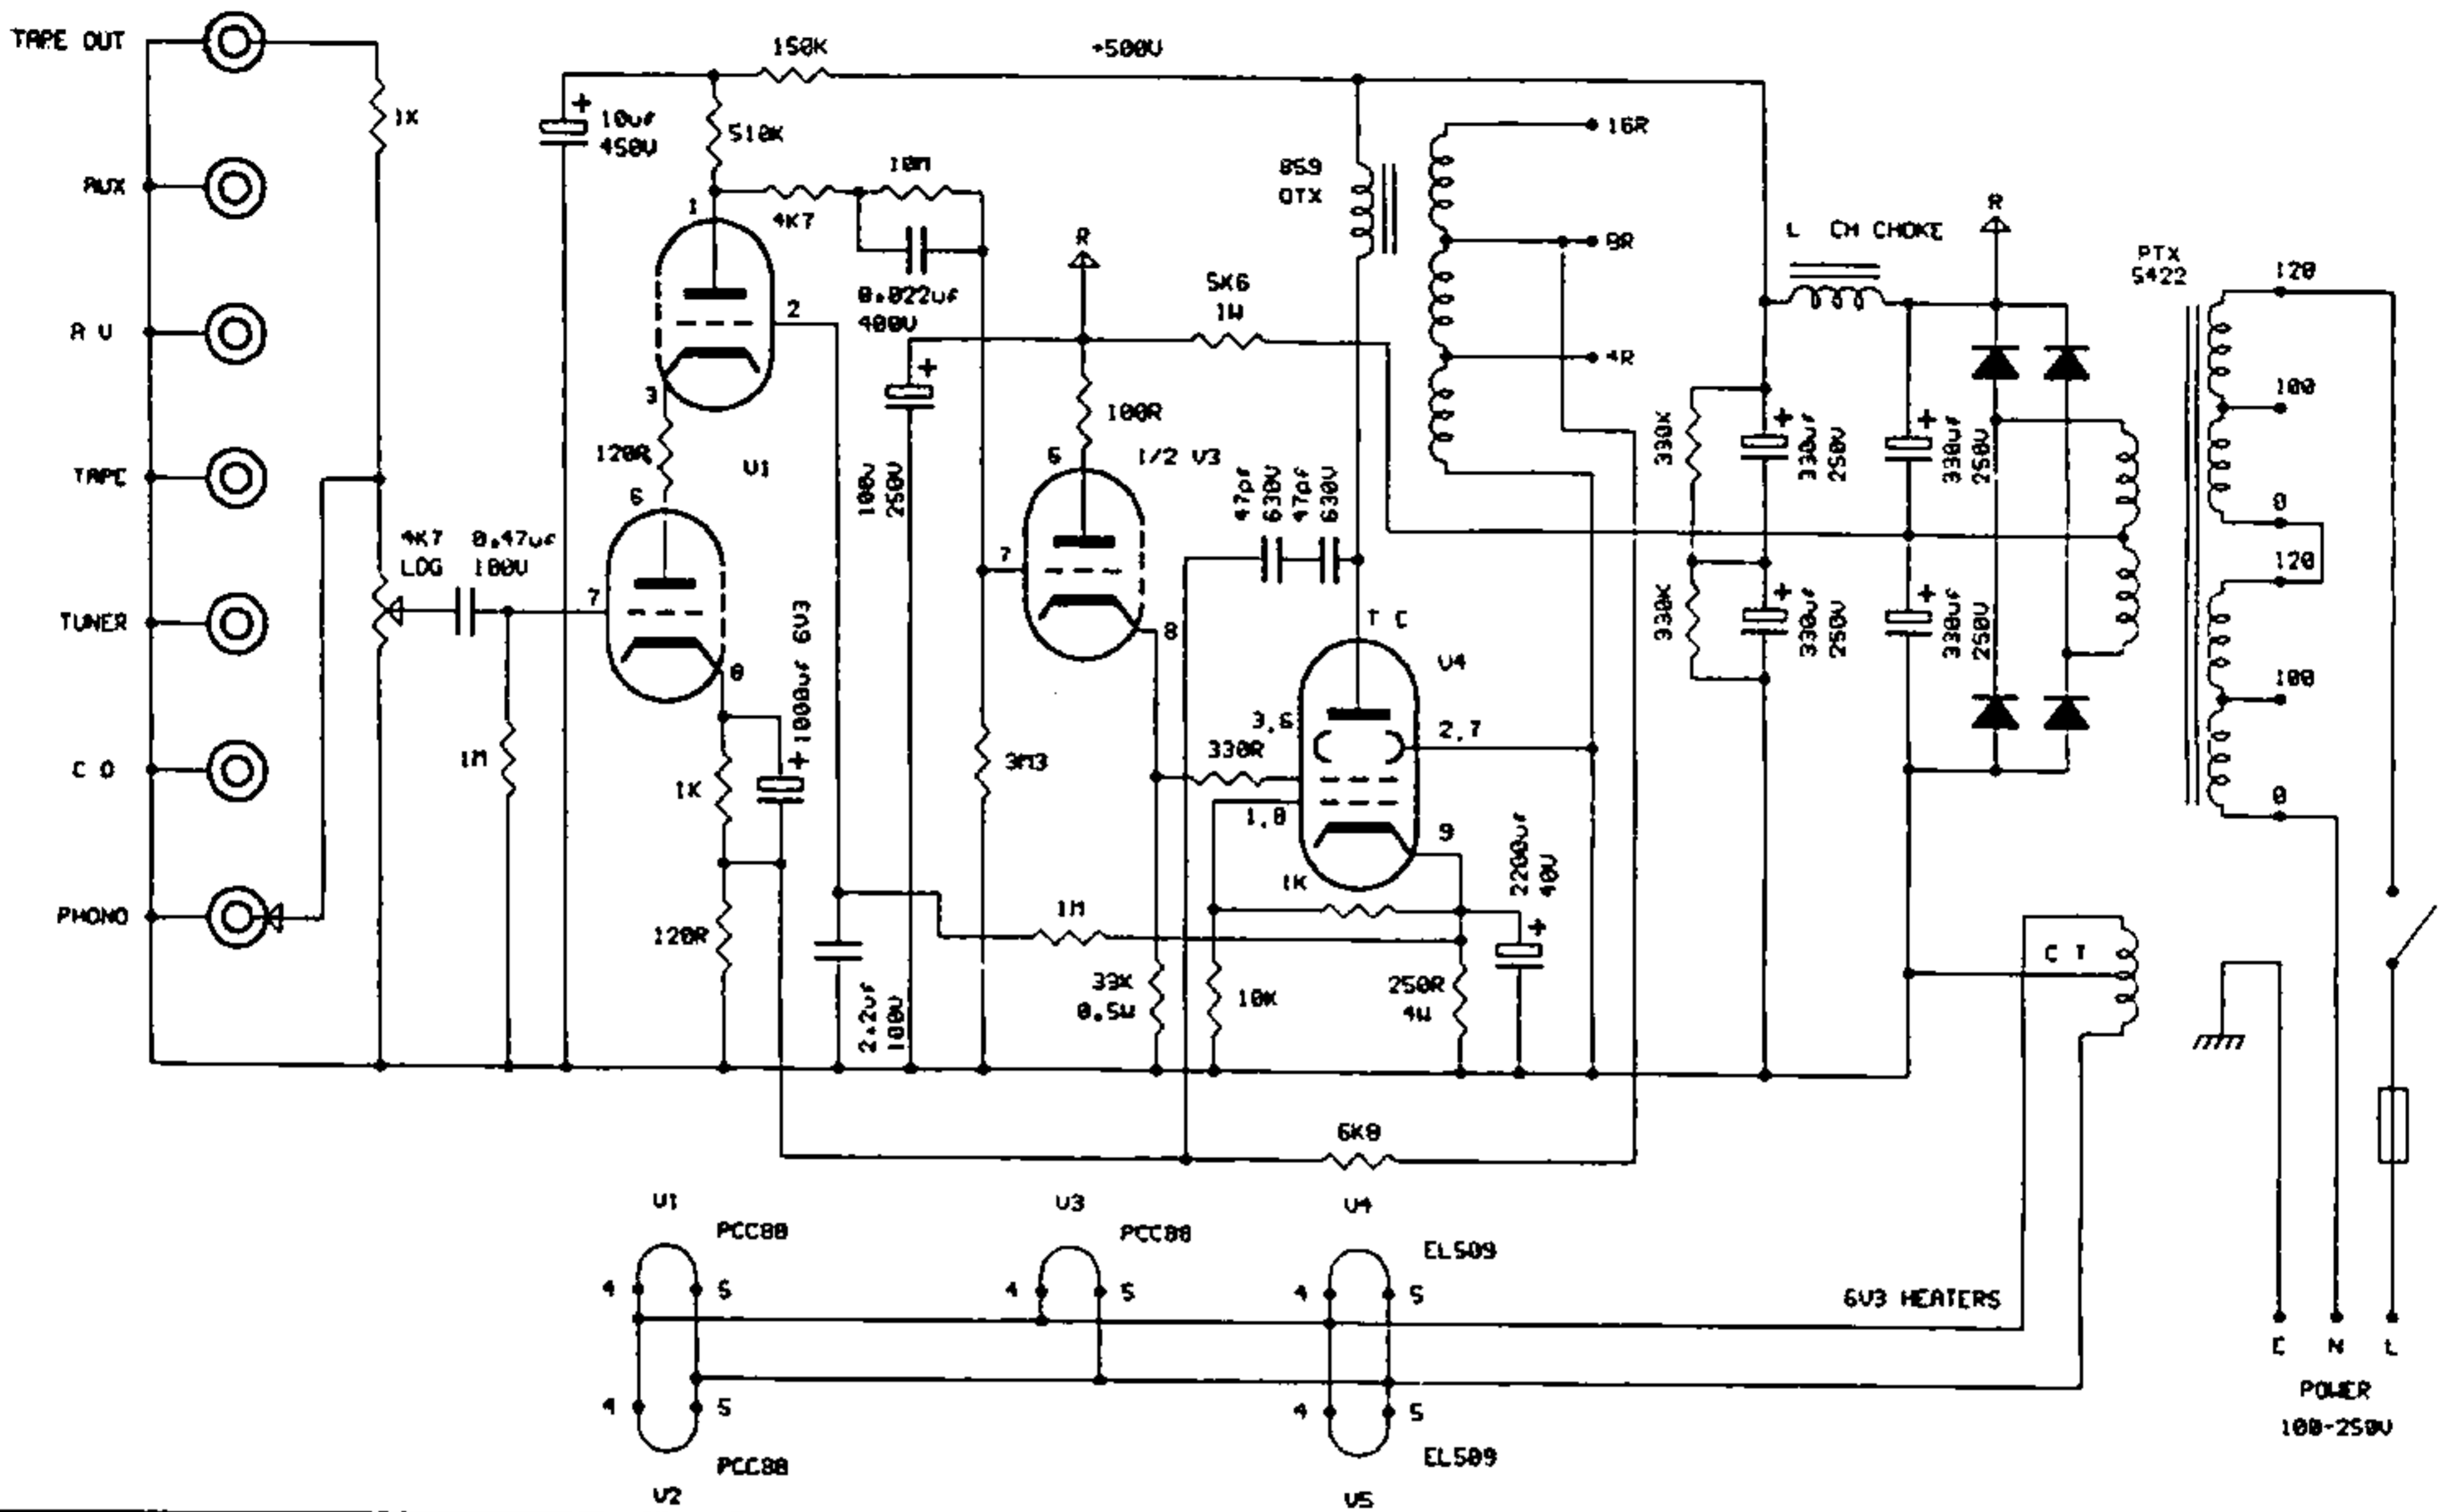 TAPE OUT
AUX
A V
TAPE
TUNER
C D
PHONO
1K
4K7
LOG
0.47uf
100V
1M
150K
+500V
10uf
450V
510K
10M
4K7
0.022uf
400V
1
2
3
120R
V1
6
7
8
1000uf 6V3
1K
120R
2.2uf
100V
R
5K6
1W
100u
250V
100R
6
1/2 V3
7
8
3M3
1M
33K
0.5W
47pf
630V
47pf
630V
859
OTX
16R
8R
4R
T C
V4
3,6
330R
2,7
1,8
9
1K
10K
250R
4W
2200uf
40V
6K8
L CH CHOKE
R
330K
330K
330uf
250V
330uf
250V
330uf
250V
330uf
250V
PTX
5422
120
100
0
120
100
0
C T
V1
PCC88
4
5
4
5
PCC88
V2
V3
PCC88
4
5
V4
EL509
4
5
4
5
EL509
V5
6V3 HEATERS
E
N
L
POWER
100-250V